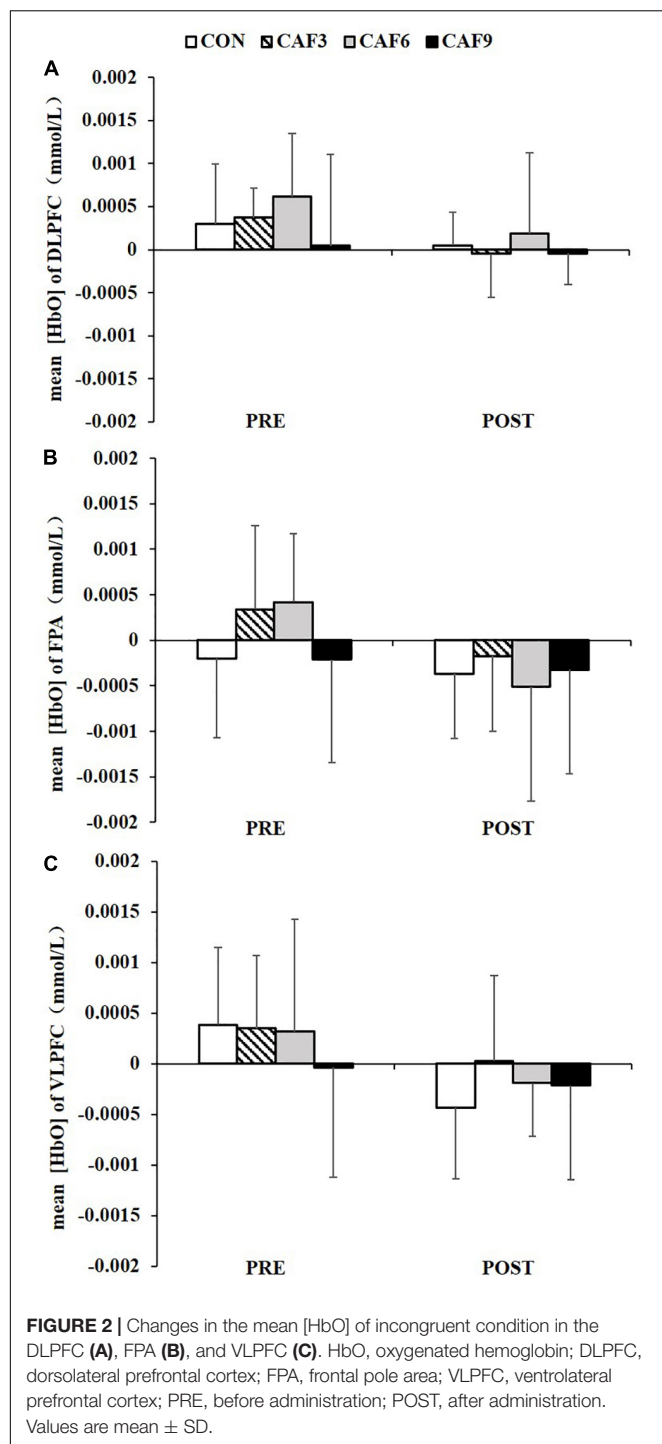 CON CAF3 CAF6 CAF9
A
0.002
0.0015
0.001
0.0005
0
-0.0005
-0.001
-0.0015
-0.002
mean [HbO] of DLPFC (mmol/L)
PRE POST
B
0.002
0.0015
0.001
0.0005
0
-0.0005
-0.001
-0.0015
-0.002
mean [HbO] of FPA (mmol/L)
PRE POST
C
0.002
0.0015
0.001
0.0005
0
-0.0005
-0.001
-0.0015
-0.002
mean [HbO] of VLPFC (mmol/L)
PRE POST
FIGURE 2 | Changes in the mean [HbO] of incongruent condition in the
DLPFC (A), FPA (B), and VLPFC (C). HbO, oxygenated hemoglobin; DLPFC,
dorsolateral prefrontal cortex; FPA, frontal pole area; VLPFC, ventrolateral
prefrontal cortex; PRE, before administration; POST, after administration.
Values are mean ± SD.